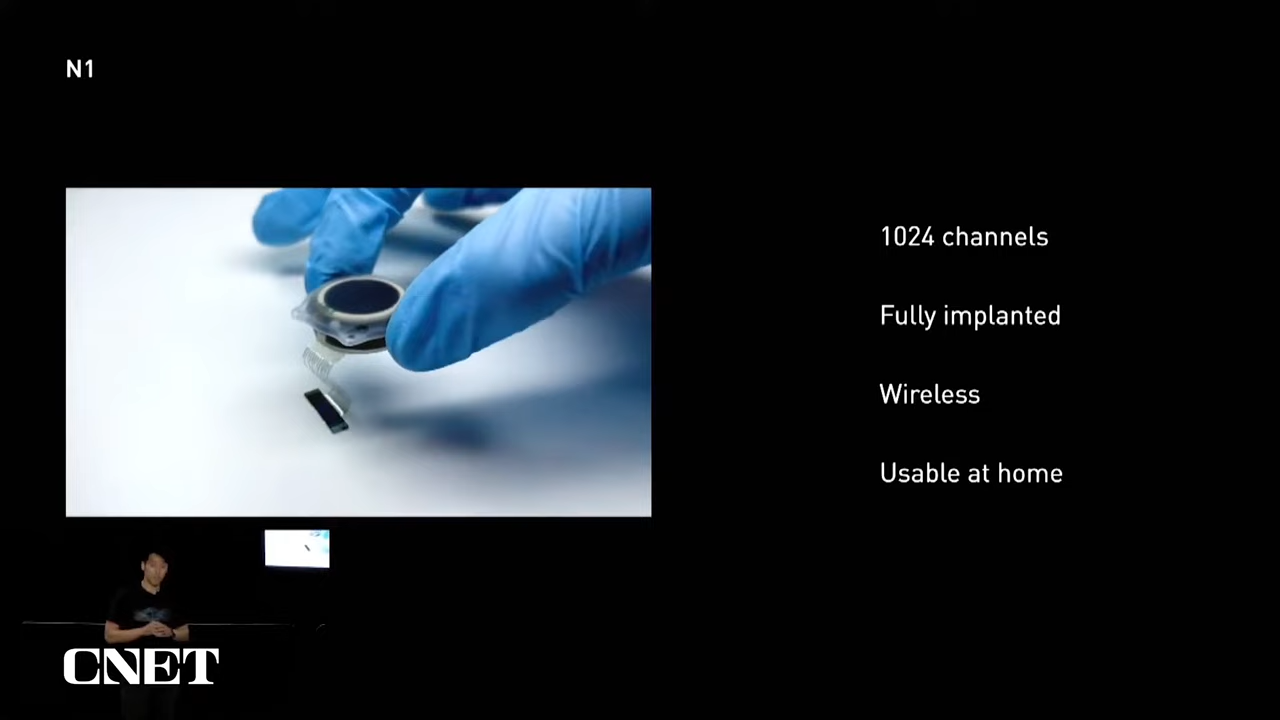 N1
1024 channels
Fully implanted
Wireless
Usable at home
CNET